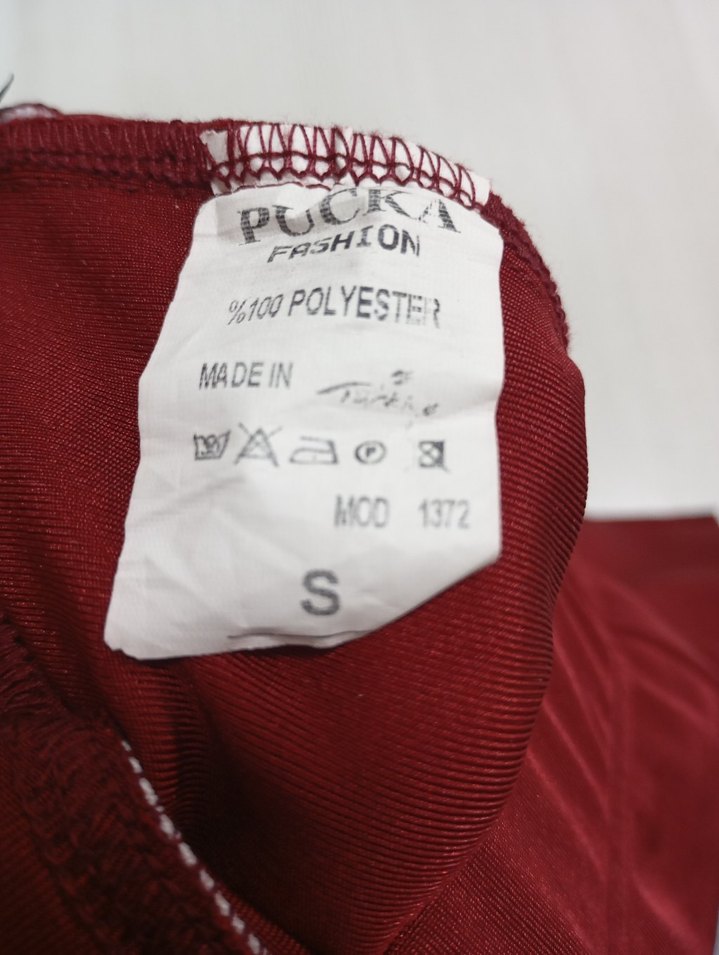 PUCKA
FASHION
%100 POLYESTER
MADE IN
MOD 1372
S